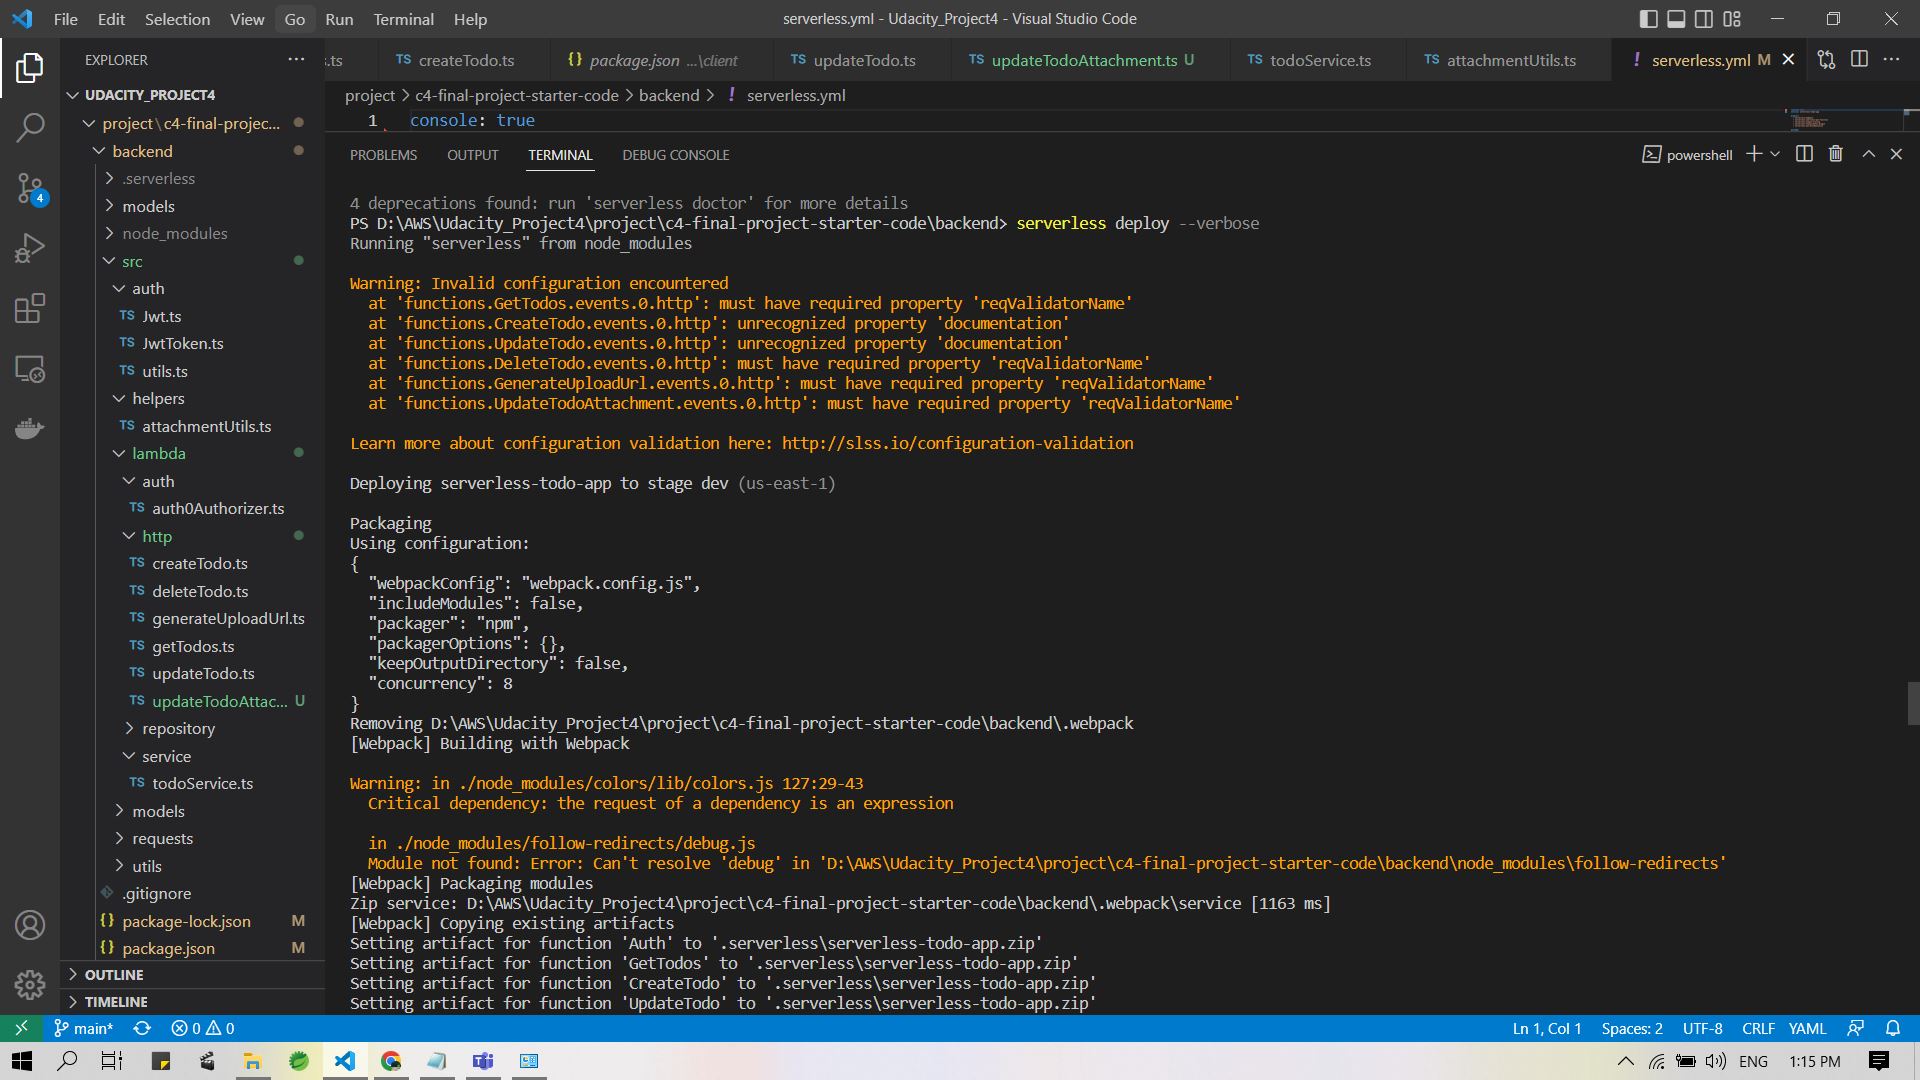 File Edit Selection View Go Run Terminal Help
serverless.yml - Udacity_Project4 - Visual Studio Code
EXPLORER
s.ts
TS createTodo.ts
{} package.json ...\client
TS updateTodo.ts
TS updateTodoAttachment.ts U
TS todoService.ts
TS attachmentUtils.ts
! serverless.yml M
project > c4-final-project-starter-code > backend > ! serverless.yml
1 console: true
UDACITY_PROJECT4
project\c4-final-projec...
backend
.serverless
models
node_modules
src
auth
TS Jwt.ts
TS JwtToken.ts
TS utils.ts
helpers
TS attachmentUtils.ts
lambda
auth
TS auth0Authorizer.ts
http
TS createTodo.ts
TS deleteTodo.ts
TS generateUploadUrl.ts
TS getTodos.ts
TS updateTodo.ts
TS updateTodoAttac... U
repository
service
TS todoService.ts
models
requests
utils
.gitignore
{} package-lock.json M
{} package.json M
OUTLINE
TIMELINE
4
PROBLEMS OUTPUT TERMINAL DEBUG CONSOLE
powershell
4 deprecations found: run 'serverless doctor' for more details
PS D:\AWS\Udacity_Project4\project\c4-final-project-starter-code\backend> serverless deploy --verbose
Running "serverless" from node_modules
Warning: Invalid configuration encountered
at 'functions.GetTodos.events.0.http': must have required property 'reqValidatorName'
at 'functions.CreateTodo.events.0.http': unrecognized property 'documentation'
at 'functions.UpdateTodo.events.0.http': unrecognized property 'documentation'
at 'functions.DeleteTodo.events.0.http': must have required property 'reqValidatorName'
at 'functions.GenerateUploadUrl.events.0.http': must have required property 'reqValidatorName'
at 'functions.UpdateTodoAttachment.events.0.http': must have required property 'reqValidatorName'
Learn more about configuration validation here: http://slss.io/configuration-validation
Deploying serverless-todo-app to stage dev (us-east-1)
Packaging
Using configuration:
{
"webpackConfig": "webpack.config.js",
"includeModules": false,
"packager": "npm",
"packagerOptions": {},
"keepOutputDirectory": false,
"concurrency": 8
}
Removing D:\AWS\Udacity_Project4\project\c4-final-project-starter-code\backend\.webpack
[Webpack] Building with Webpack
Warning: in ./node_modules/colors/lib/colors.js 127:29-43
Critical dependency: the request of a dependency is an expression
in ./node_modules/follow-redirects/debug.js
Module not found: Error: Can't resolve 'debug' in 'D:\AWS\Udacity_Project4\project\c4-final-project-starter-code\backend\node_modules\follow-redirects'
[Webpack] Packaging modules
Zip service: D:\AWS\Udacity_Project4\project\c4-final-project-starter-code\backend\.webpack\service [1163 ms]
[Webpack] Copying existing artifacts
Setting artifact for function 'Auth' to '.serverless\serverless-todo-app.zip'
Setting artifact for function 'GetTodos' to '.serverless\serverless-todo-app.zip'
Setting artifact for function 'CreateTodo' to '.serverless\serverless-todo-app.zip'
Setting artifact for function 'UpdateTodo' to '.serverless\serverless-todo-app.zip'
main* 0 0
Ln 1, Col 1 Spaces: 2 UTF-8 CRLF YAML
ENG 1:15 PM